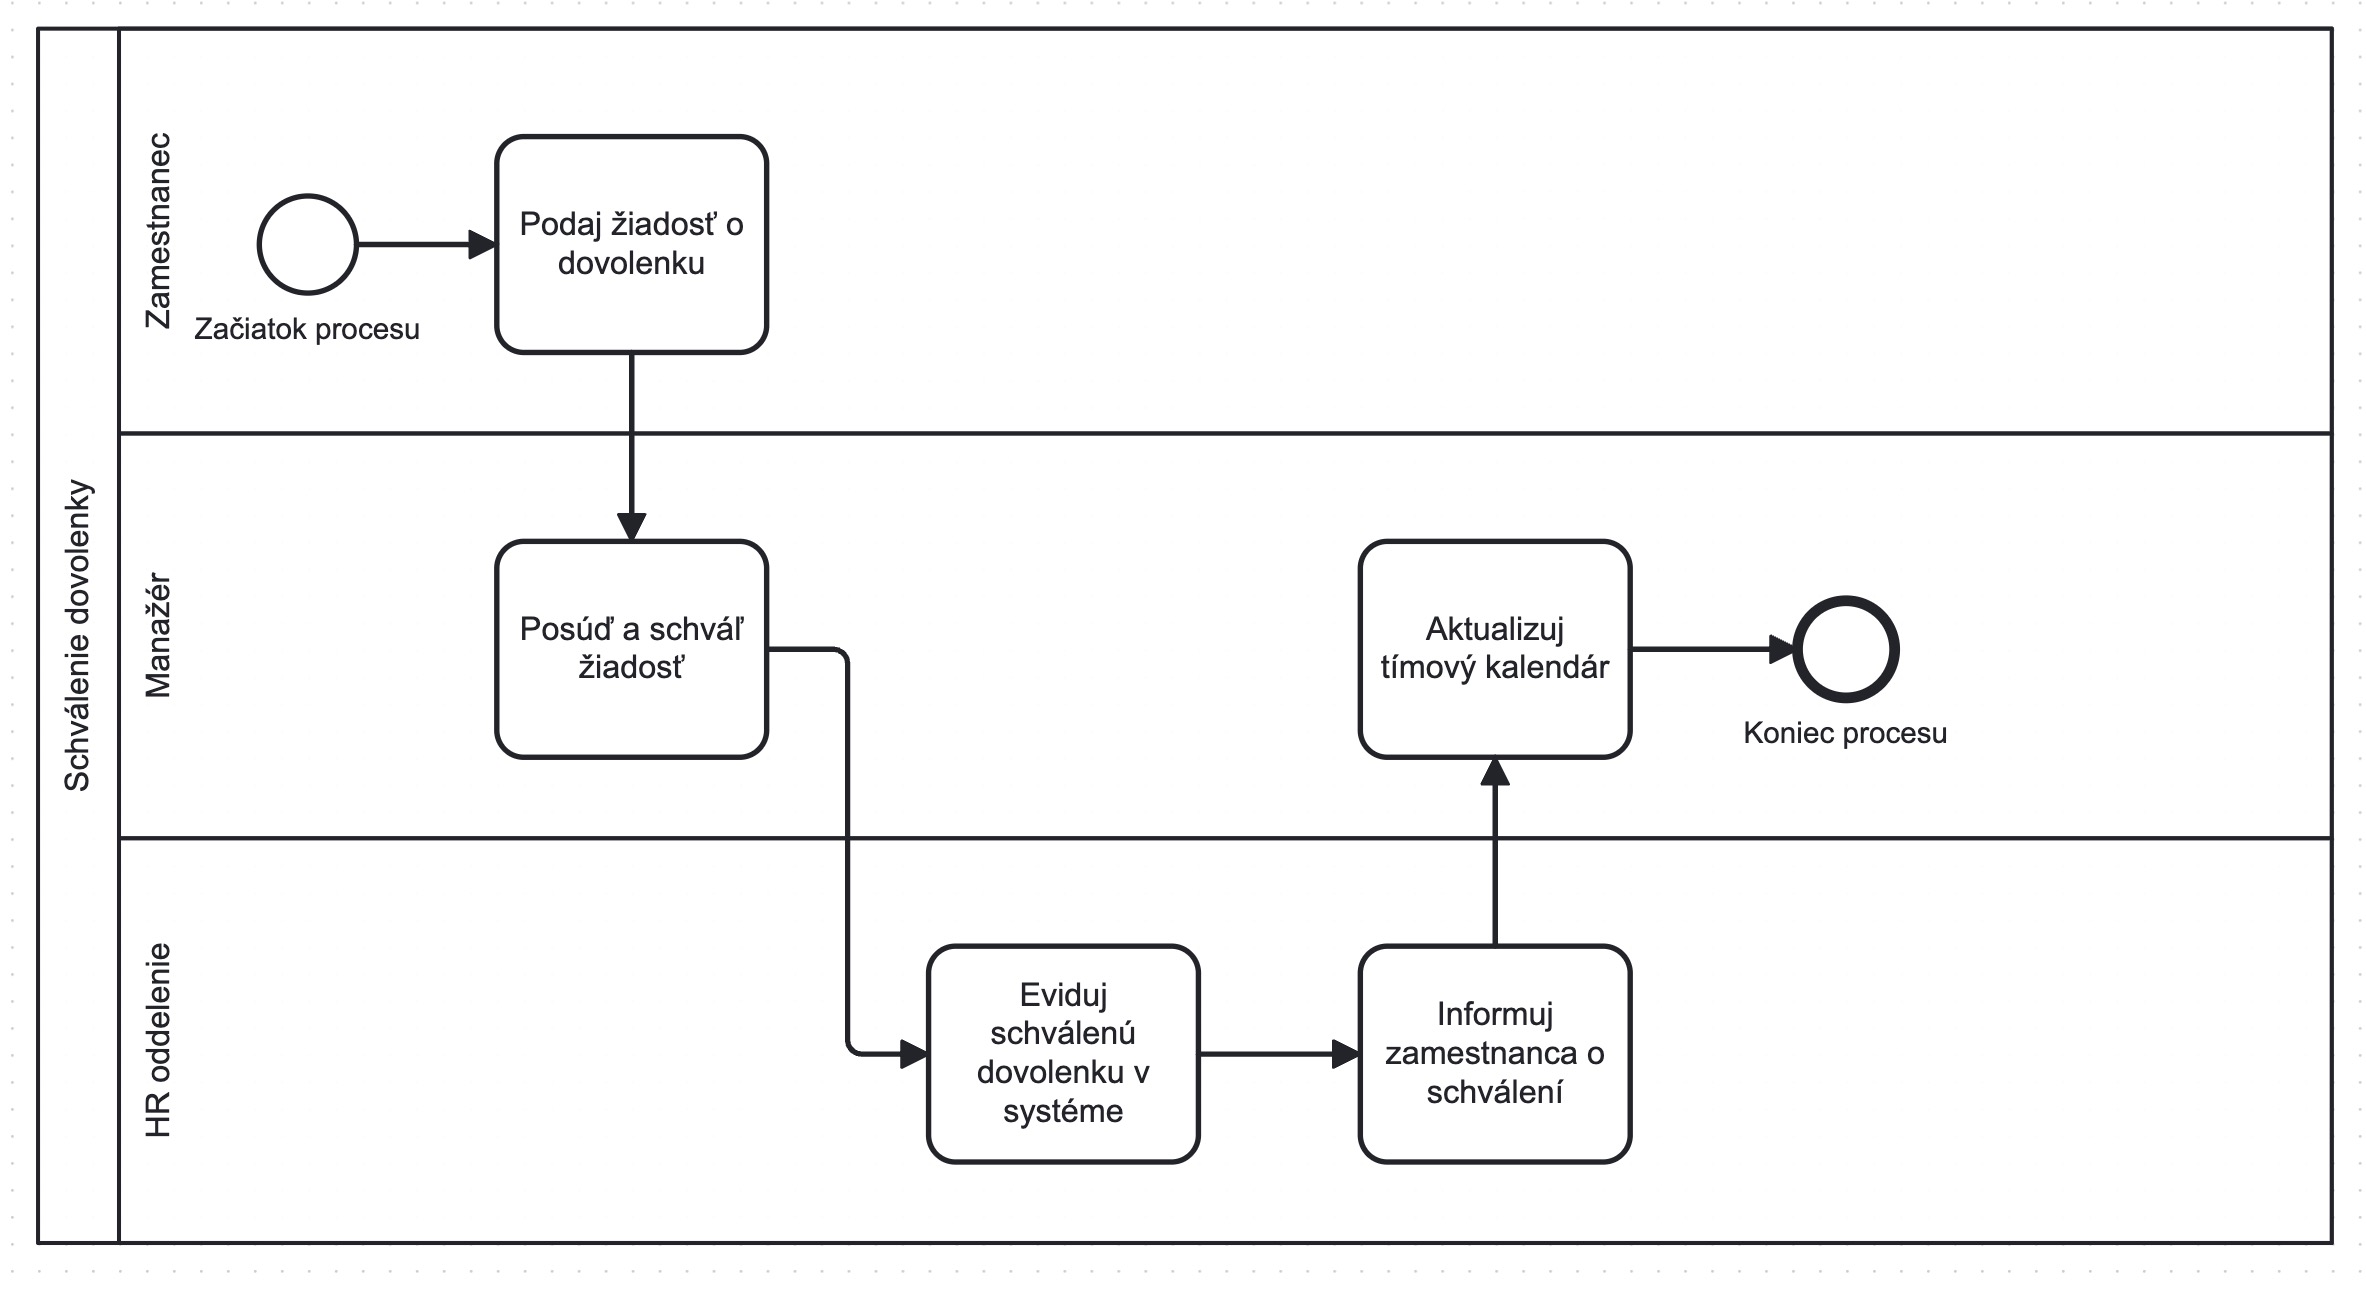 Schválenie dovolenky
Zamestnanec
Začiatok procesu
Podaj žiadosť o
dovolenku
Manažér
Posúď a schváľ
žiadosť
Aktualizuj
tímový kalendár
Koniec procesu
HR oddelenie
Eviduj
schválenú
dovolenku v
systéme
Informuj
zamestnanca o
schválení